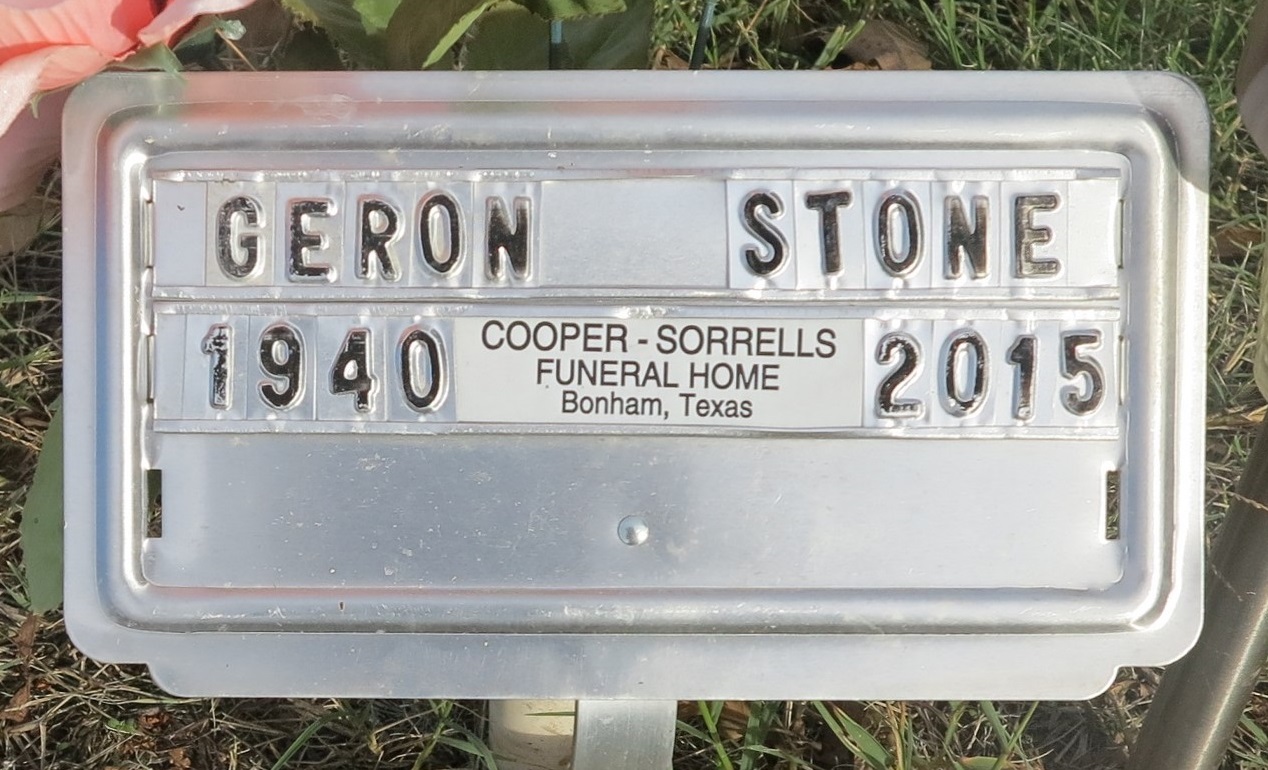 GERON STONE
1940 COOPER - SORRELLS 2015
FUNERAL HOME
Bonham, Texas